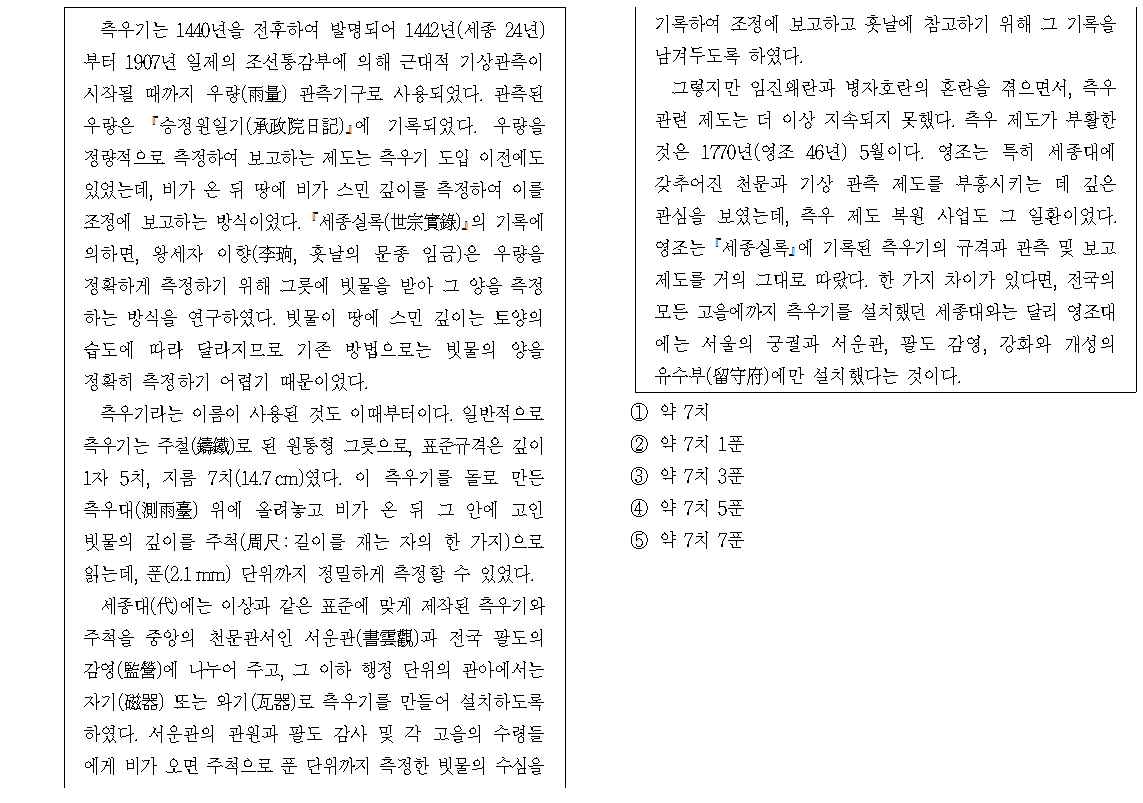 측우기는 1440년을 전후하여 발명되어 1442년(세종 24년)
부터 1907년 일제의 조선통감부에 의해 근대적 기상관측이
시작될 때까지 우량(雨量) 관측기구로 사용되었다. 관측된
우량은 『승정원일기(承政院日記)』에 기록되었다. 우량을
정량적으로 측정하여 보고하는 제도는 측우기 도입 이전에도
있었는데, 비가 온 뒤 땅에 비가 스민 깊이를 측정하여 이를
조정에 보고하는 방식이었다. 『세종실록(世宗實錄)』의 기록에
의하면, 왕세자 이향(李珦, 훗날의 문종 임금)은 우량을
정확하게 측정하기 위해 그릇에 빗물을 받아 그 양을 측정
하는 방식을 연구하였다. 빗물이 땅에 스민 깊이는 토양의
습도에 따라 달라지므로 기존 방법으로는 빗물의 양을
정확히 측정하기 어렵기 때문이었다.
측우기라는 이름이 사용된 것도 이때부터이다. 일반적으로
측우기는 주철(鑄鐵)로 된 원통형 그릇으로, 표준규격은 깊이
1자 5치, 지름 7치(14.7cm)였다. 이 측우기를 돌로 만든
측우대(測雨臺) 위에 올려놓고 비가 온 뒤 그 안에 고인
빗물의 깊이를 주척(周尺: 길이를 재는 자의 한 가지)으로
읽는데, 푼(2.1mm) 단위까지 정밀하게 측정할 수 있었다.
세종대(代)에는 이상과 같은 표준에 맞게 제작된 측우기와
주척을 중앙의 천문관서인 서운관(書雲觀)과 전국 팔도의
감영(監營)에 나누어 주고, 그 이하 행정 단위의 관아에서는
자기(磁器) 또는 와기(瓦器)로 측우기를 만들어 설치하도록
하였다. 서운관의 관원과 팔도 감사 및 각 고을의 수령들
에게 비가 오면 주척으로 푼 단위까지 측정한 빗물의 수심을
기록하여 조정에 보고하고 훗날에 참고하기 위해 그 기록을
남겨두도록 하였다.
그렇지만 임진왜란과 병자호란의 혼란을 겪으면서, 측우
관련 제도는 더 이상 지속되지 못했다. 측우 제도가 부활한
것은 1770년(영조 46년) 5월이다. 영조는 특히 세종대에
갖추어진 천문과 기상 관측 제도를 부흥시키는 데 깊은
관심을 보였는데, 측우 제도 복원 사업도 그 일환이었다.
영조는 『세종실록』에 기록된 측우기의 규격과 관측 및 보고
제도를 거의 그대로 따랐다. 한 가지 차이가 있다면, 전국의
모든 고을에까지 측우기를 설치했던 세종대와는 달리 영조대
에는 서울의 궁궐과 서운관, 팔도 감영, 강화와 개성의
유수부(留守府)에만 설치했다는 것이다.
① 약 7치
② 약 7치 1푼
③ 약 7치 3푼
④ 약 7치 5푼
⑤ 약 7치 7푼